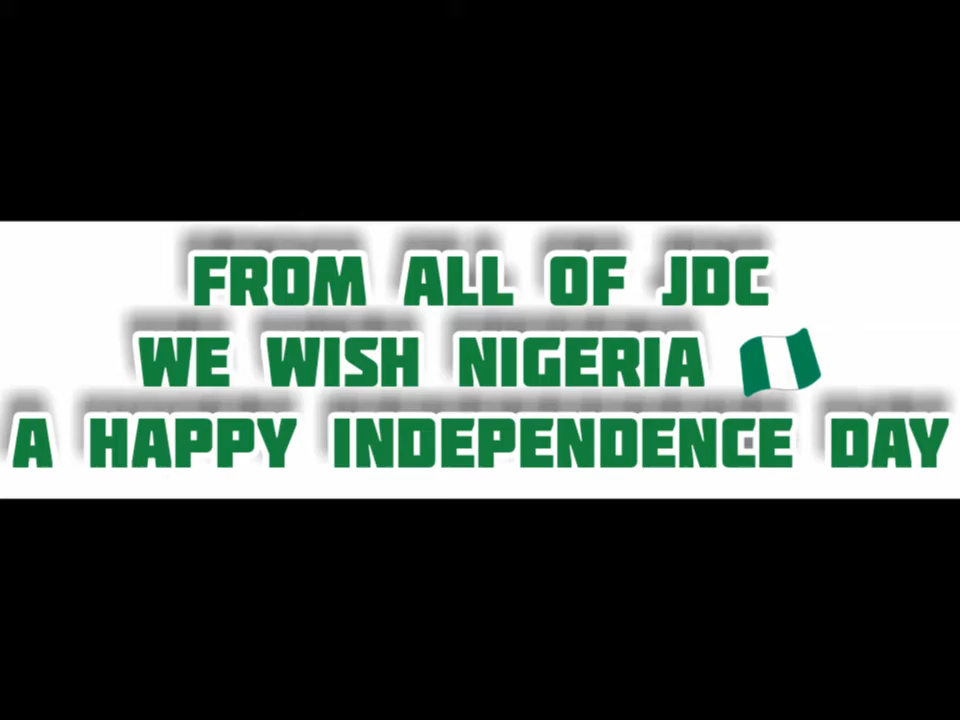 FROM ALL OF JDC
WE WISH NIGERIA 🇳🇬
A HAPPY INDEPENDENCE DAY